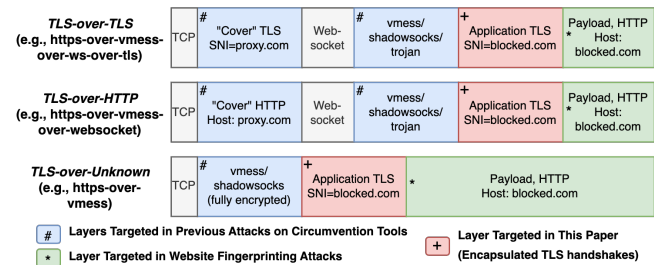 TLS-over-TLS
(e.g., https-over-vmess-
over-ws-over-tls)
TCP
#
"Cover" TLS
SNI=proxy.com
Web-
socket
#
vmess/
shadowsocks/
trojan
+
Application TLS
SNI=blocked.com
Payload, HTTP
* Host:
blocked.com
TLS-over-HTTP
(e.g., https-over-vmess-
over-websocket)
TCP
#
"Cover" HTTP
Host: proxy.com
Web-
socket
#
vmess/
shadowsocks/
trojan
+
Application TLS
SNI=blocked.com
Payload, HTTP
* Host:
blocked.com
TLS-over-Unknown
(e.g., https-over-
vmess)
TCP
#
vmess/
shadowsocks
(fully encrypted)
+
Application TLS
SNI=blocked.com
*
Payload, HTTP
Host: blocked.com
# Layers Targeted in Previous Attacks on Circumvention Tools
* Layer Targeted in Website Fingerprinting Attacks
+ Layer Targeted in This Paper
(Encapsulated TLS handshakes)